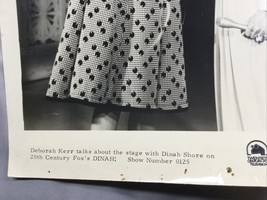 Deborah Kerr talks about the stage with Dinah Shore on
20th Century Fox's DINAH! Show Number 0125